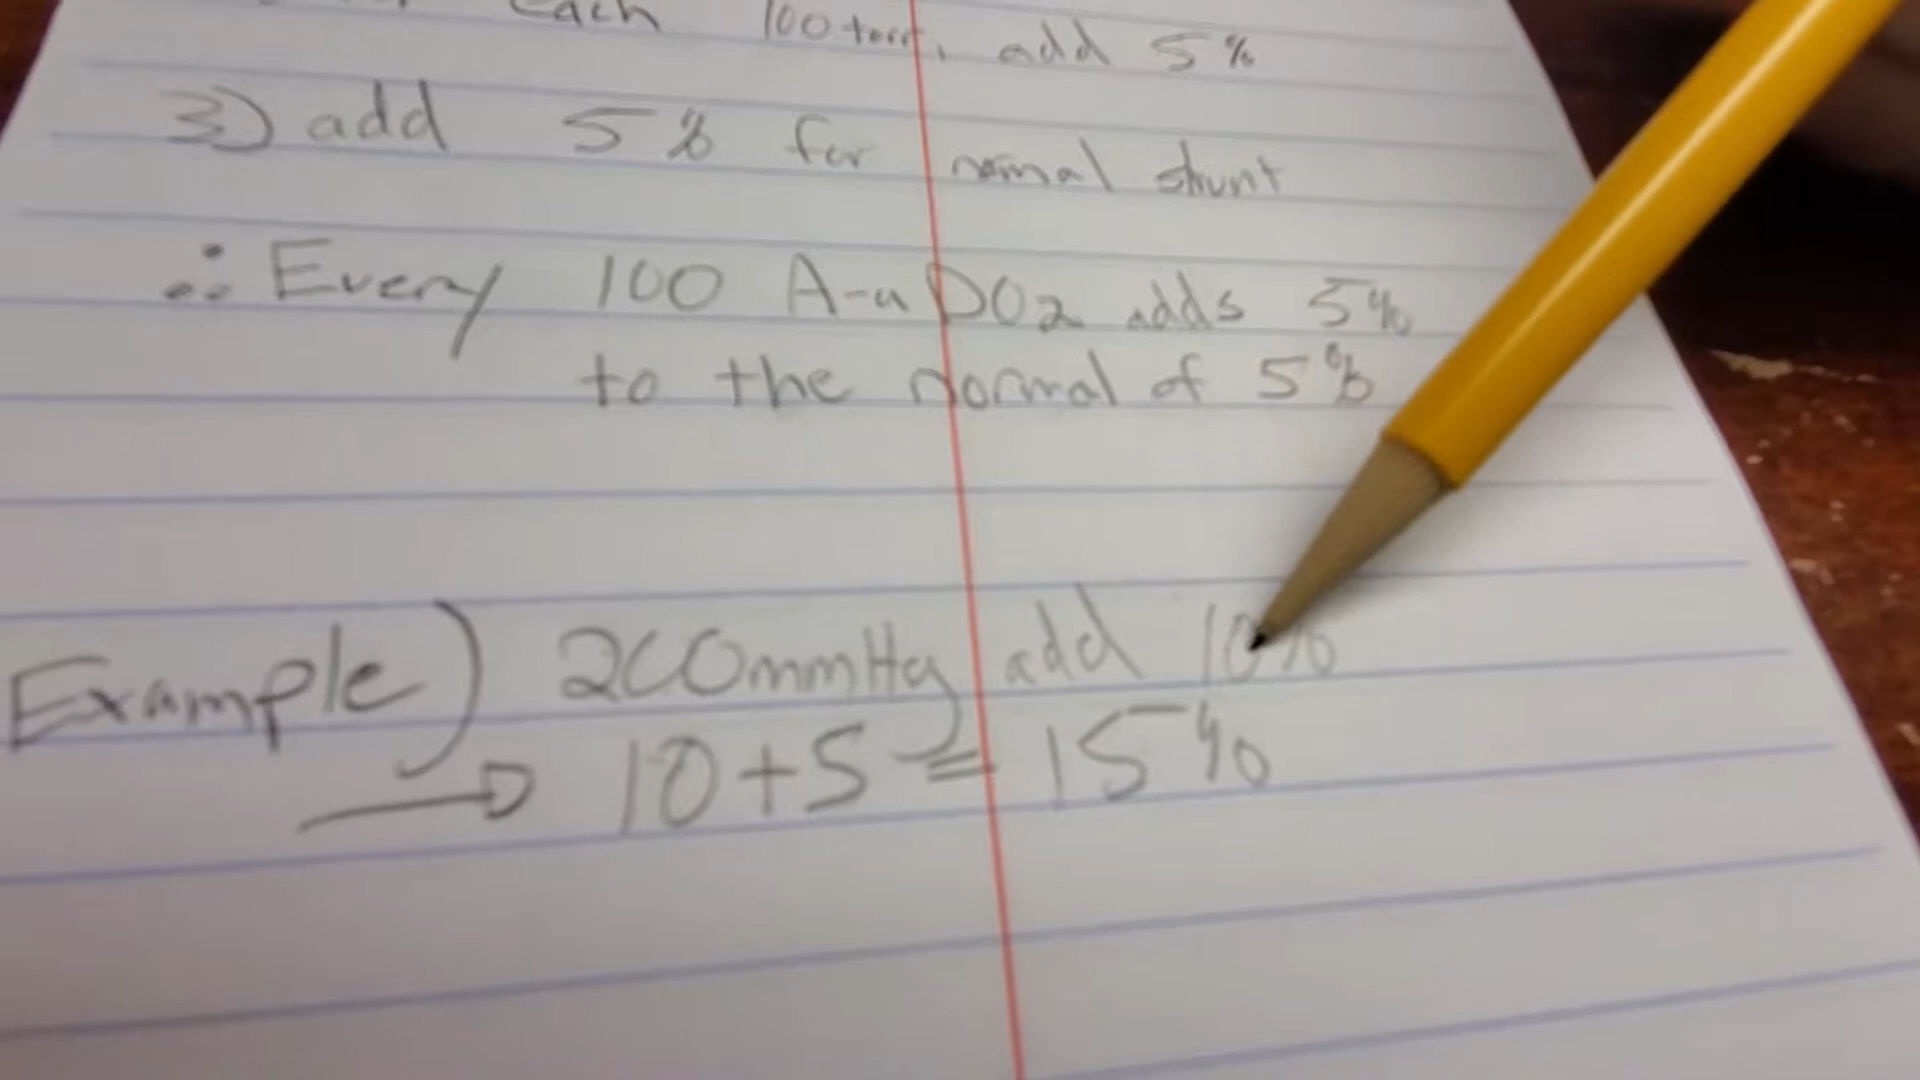 each 100 torr, add 5%
3) add 5% for normal shunt
∴ Every 100 A-a DO2 adds 5%
to the normal of 5%
Example) 200mmHg add 10%
→ 10+5=15%